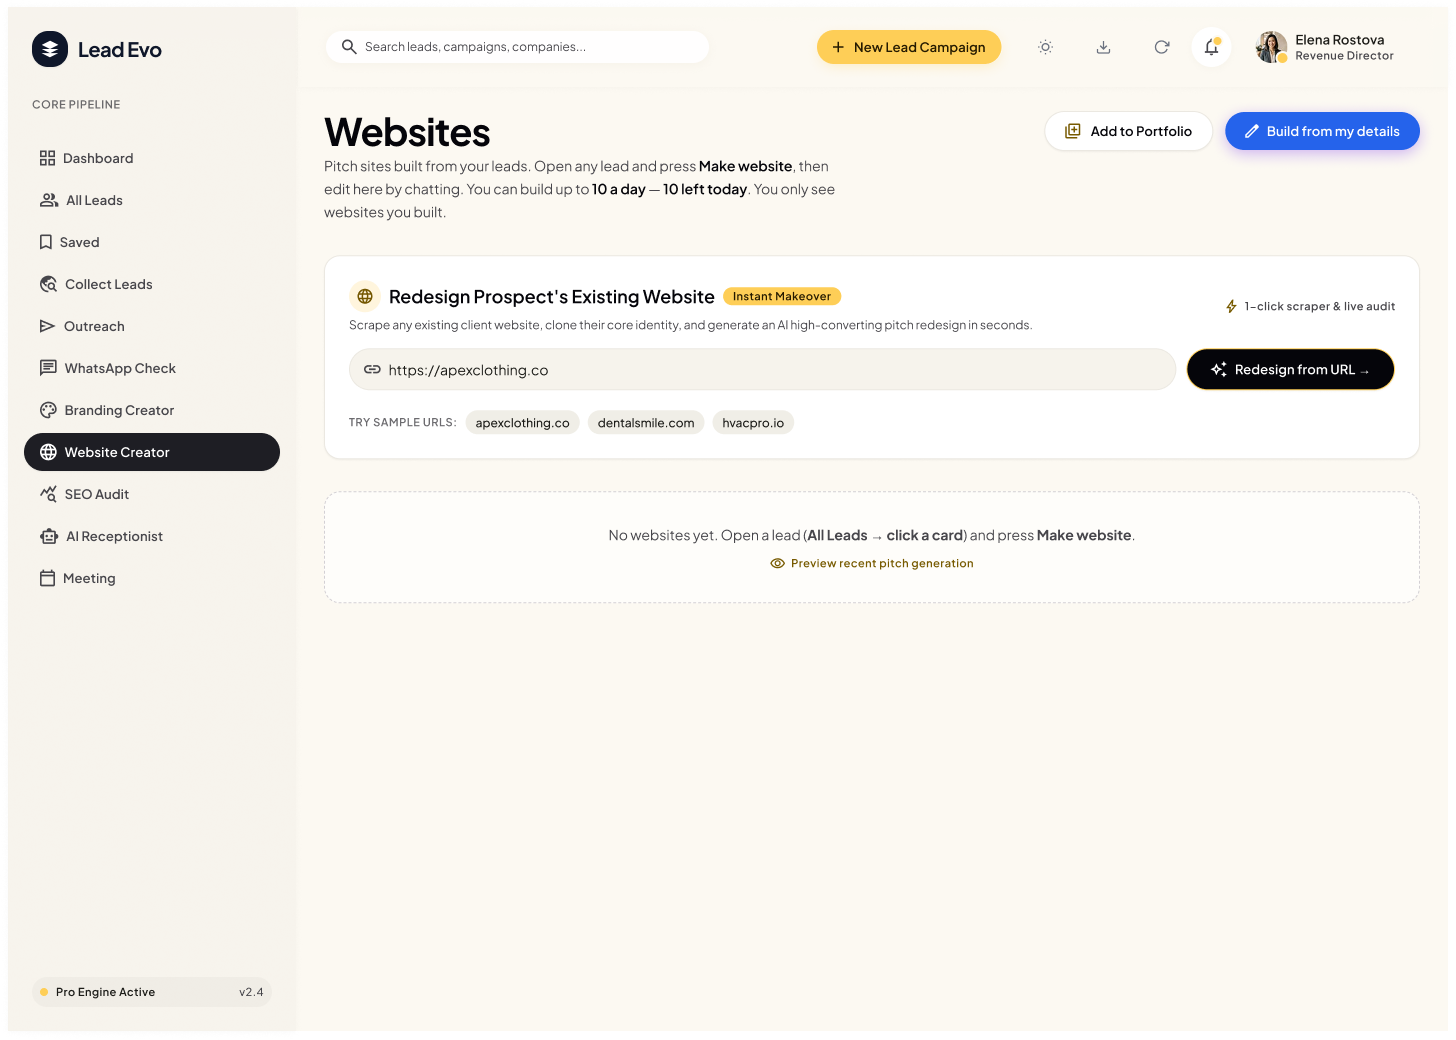 Lead Evo
CORE PIPELINE
Dashboard
All Leads
Saved
Collect Leads
Outreach
WhatsApp Check
Branding Creator
Website Creator
SEO Audit
AI Receptionist
Meeting
Pro Engine Active v2.4
Search leads, campaigns, companies...
+ New Lead Campaign
Elena Rostova
Revenue Director
Websites
Pitch sites built from your leads. Open any lead and press Make website, then
edit here by chatting. You can build up to 10 a day — 10 left today. You only see
websites you built.
Add to Portfolio
Build from my details
Redesign Prospect's Existing Website Instant Makeover
1-click scraper & live audit
Scrape any existing client website, clone their core identity, and generate an AI high-converting pitch redesign in seconds.
https://apexclothing.co
Redesign from URL →
TRY SAMPLE URLS: apexclothing.co dentalsmile.com hvacpro.io
No websites yet. Open a lead (All Leads → click a card) and press Make website.
Preview recent pitch generation